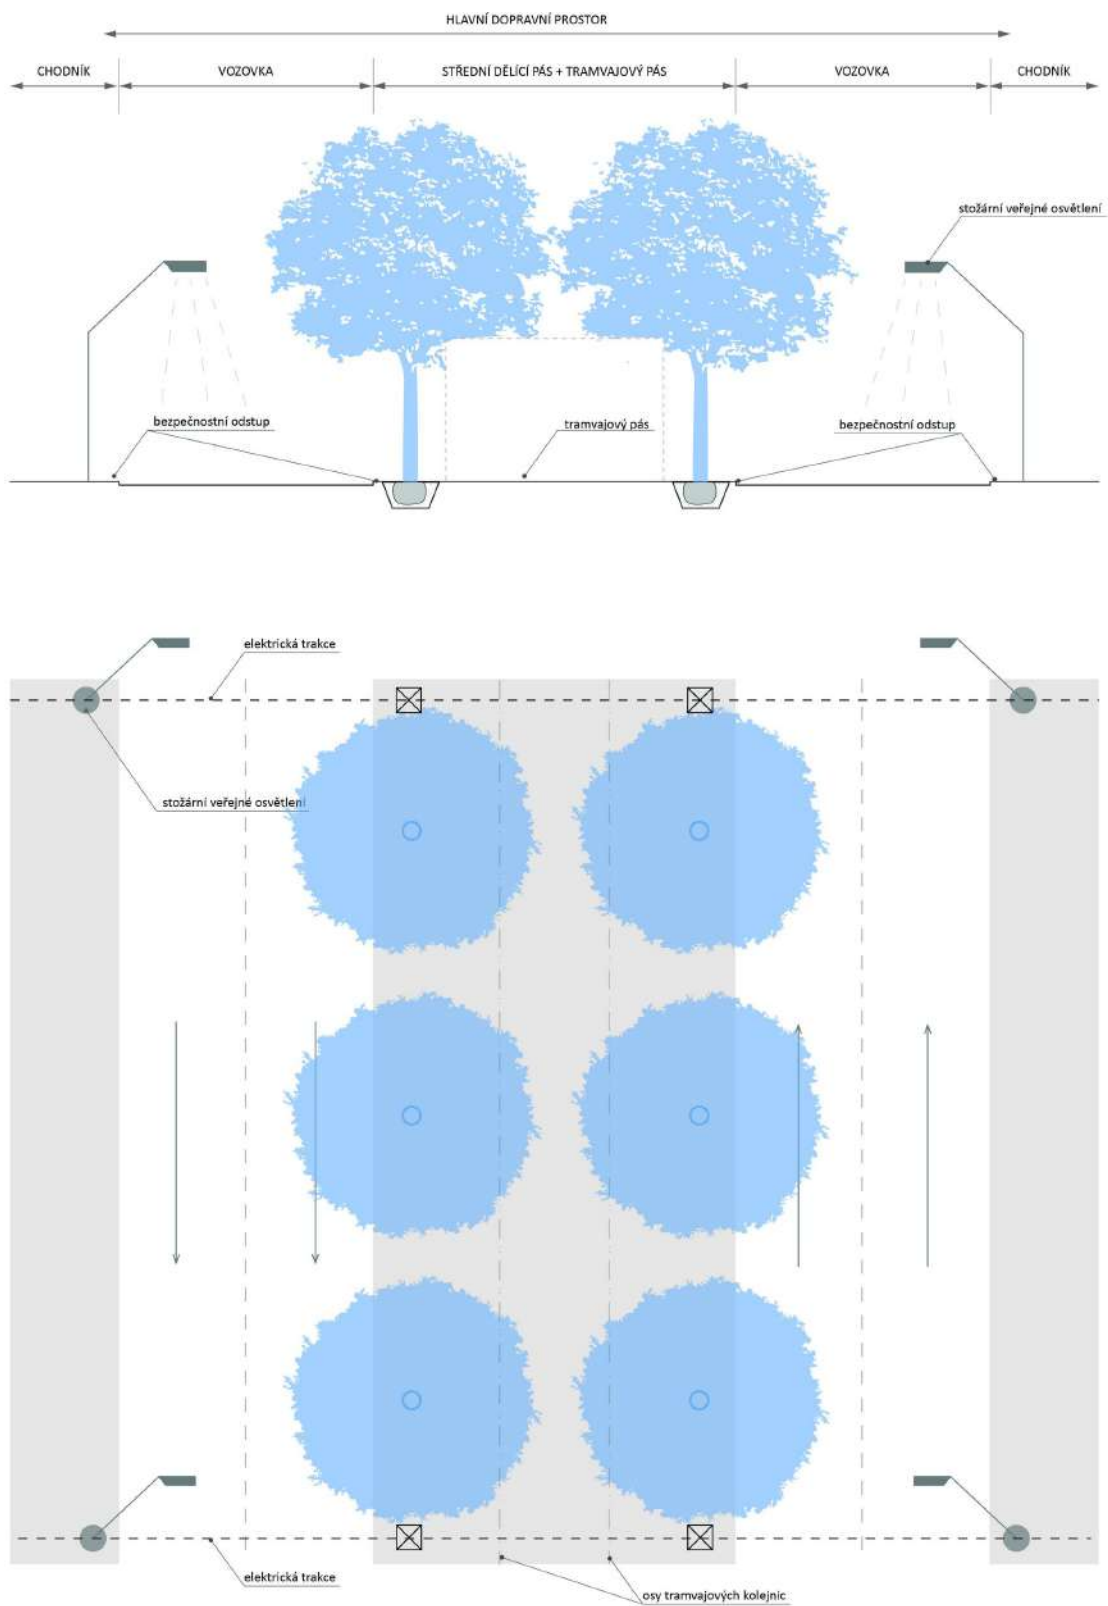 HLAVNÍ DOPRAVNÍ PROSTOR
CHODNÍK
VOZOVKA
STŘEDNÍ DĚLÍCÍ PÁS + TRAMVAJOVÝ PÁS
VOZOVKA
CHODNÍK
stožární veřejné osvětlení
bezpečnostní odstup
tramvajový pás
bezpečnostní odstup
elektrická trakce
stožární veřejné osvětlení
elektrická trakce
osy tramvajových kolejnic